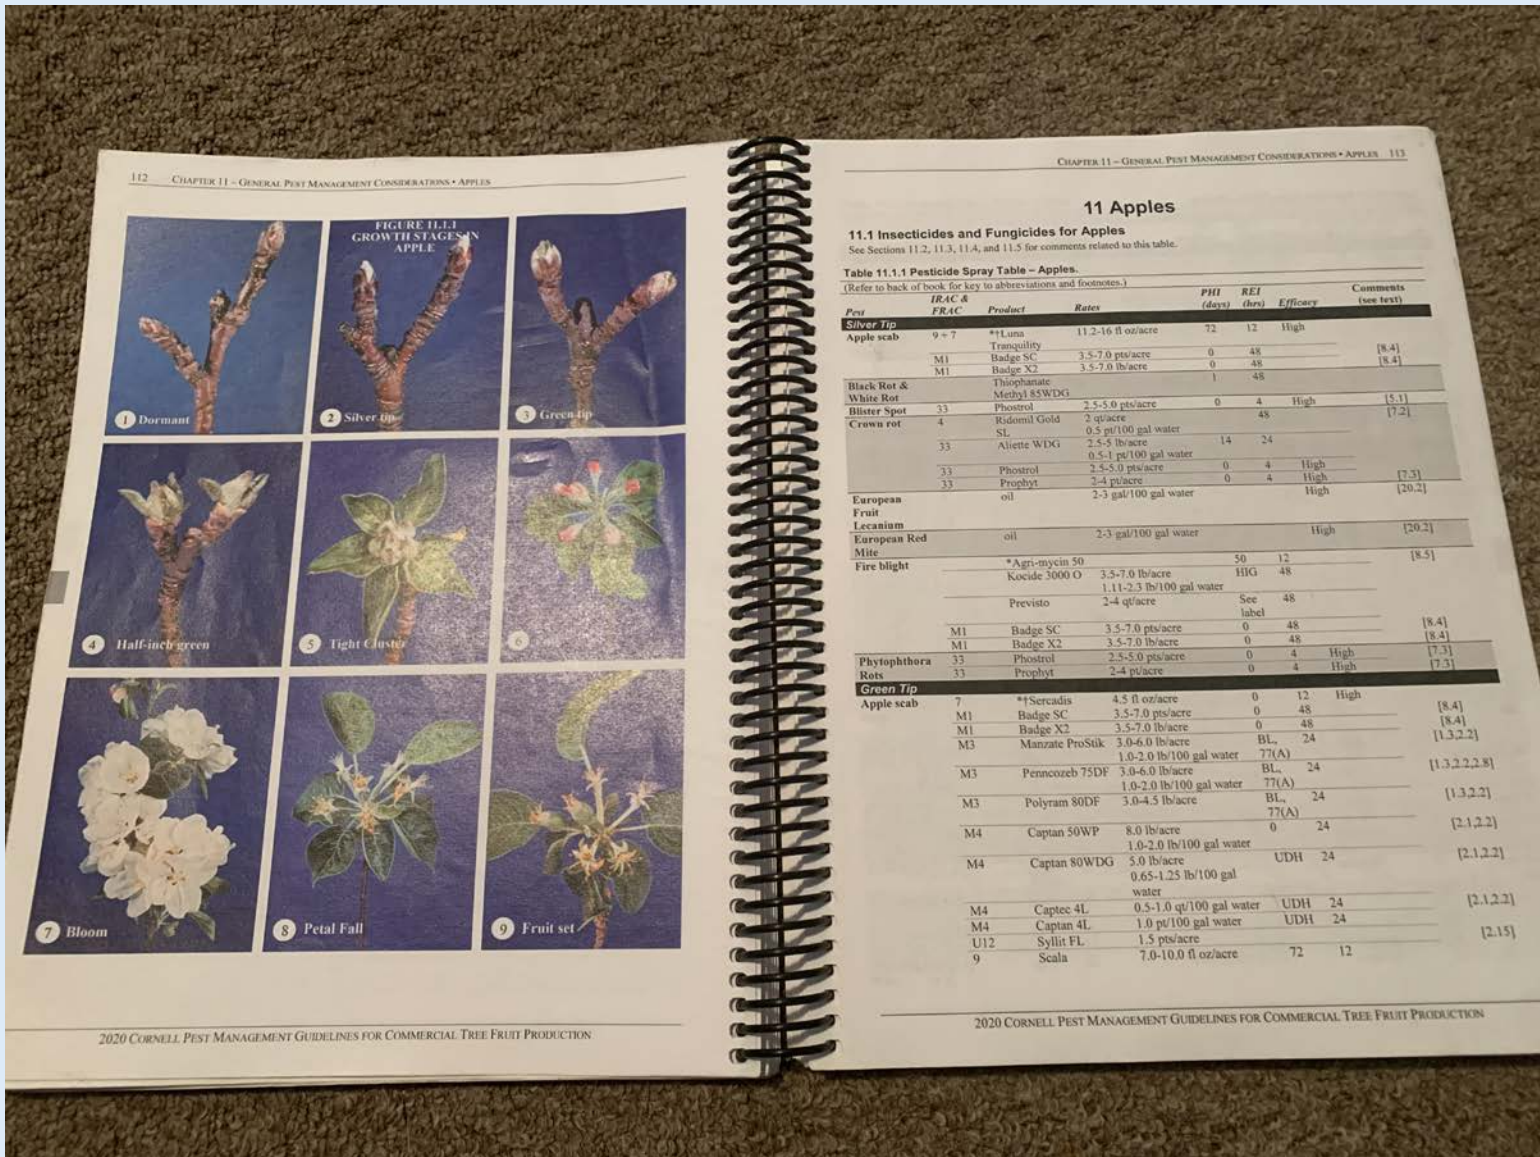 112 CHAPTER 11 – GENERAL PEST MANAGEMENT CONSIDERATIONS • APPLES
FIGURE 11.1.1
GROWTH STAGES IN
APPLE
1 Dormant
2 Silver tip
3 Green tip
4 Half-inch green
5 Tight Cluster
6
7 Bloom
8 Petal Fall
9 Fruit set
2020 CORNELL PEST MANAGEMENT GUIDELINES FOR COMMERCIAL TREE FRUIT PRODUCTION
CHAPTER 11 – GENERAL PEST MANAGEMENT CONSIDERATIONS • APPLES 113
11 Apples
11.1 Insecticides and Fungicides for Apples
See Sections 11.2, 11.3, 11.4, and 11.5 for comments related to this table.
Table 11.1.1 Pesticide Spray Table – Apples.
(Refer to back of book for key to abbreviations and footnotes.)
IRAC & PHI REI Comments
Pest FRAC Product Rates (days) (hrs) Efficacy (see text)
Silver Tip
Apple scab 9 + 7 *†Luna 11.2-16 fl oz/acre 72 12 High
Tranquility
M1 Badge SC 3.5-7.0 pts/acre 0 48 [8.4]
M1 Badge X2 3.5-7.0 lb/acre 0 48 [8.4]
Black Rot & Thiophanate 1 48
White Rot Methyl 85WDG
Blister Spot 33 Phostrol 2.5-5.0 pts/acre 0 4 High [5.1]
Crown rot 4 Ridomil Gold 2 qt/acre 48 [7.2]
SL 0.5 pt/100 gal water
33 Aliette WDG 2.5-5 lb/acre 14 24
0.5-1 pt/100 gal water
33 Phostrol 2.5-5.0 pts/acre 0 4 High
33 Prophyt 2-4 pt/acre 0 4 High [7.3]
European oil 2-3 gal/100 gal water High [20.2]
Fruit
Lecanium
European Red oil 2-3 gal/100 gal water High [20.2]
Mite
Fire blight *Agri-mycin 50 50 12 [8.5]
Kocide 3000 O 3.5-7.0 lb/acre HIG 48
1.11-2.3 lb/100 gal water
Previsto 2-4 qt/acre See 48
label
M1 Badge SC 3.5-7.0 pts/acre 0 48 [8.4]
M1 Badge X2 3.5-7.0 lb/acre 0 48 [8.4]
Phytophthora 33 Phostrol 2.5-5.0 pts/acre 0 4 High [7.3]
Rots 33 Prophyt 2-4 pt/acre 0 4 High [7.3]
Green Tip
Apple scab 7 *†Sercadis 4.5 fl oz/acre 0 12 High
M1 Badge SC 3.5-7.0 pts/acre 0 48 [8.4]
M1 Badge X2 3.5-7.0 lb/acre 0 48 [8.4]
M3 Manzate ProStik 3.0-6.0 lb/acre BL, 24 [1.3,2.2]
1.0-2.0 lb/100 gal water 77(A)
M3 Penncozeb 75DF 3.0-6.0 lb/acre BL, 24 [1.3,2.2,2.8]
1.0-2.0 lb/100 gal water 77(A)
M3 Polyram 80DF 3.0-4.5 lb/acre BL, 24 [1.3,2.2]
77(A)
M4 Captan 50WP 8.0 lb/acre 0 24 [2.1,2.2]
1.0-2.0 lb/100 gal water
M4 Captan 80WDG 5.0 lb/acre UDH 24 [2.1,2.2]
0.65-1.25 lb/100 gal
water
M4 Captec 4L 0.5-1.0 qt/100 gal water UDH 24 [2.1,2.2]
M4 Captan 4L 1.0 pt/100 gal water UDH 24
U12 Syllit FL 1.5 pts/acre [2.15]
9 Scala 7.0-10.0 fl oz/acre 72 12
2020 CORNELL PEST MANAGEMENT GUIDELINES FOR COMMERCIAL TREE FRUIT PRODUCTION